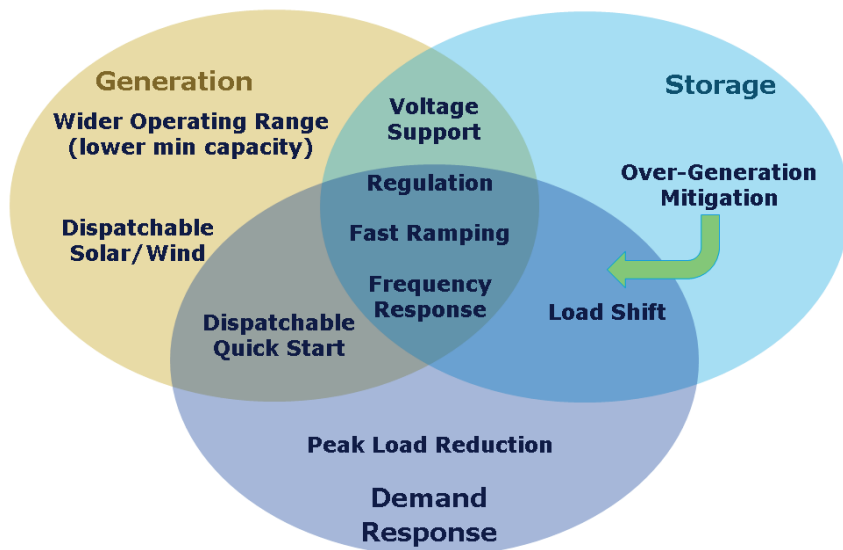 Generation
Wider Operating Range
(lower min capacity)
Dispatchable
Solar/Wind
Voltage
Support
Regulation
Fast Ramping
Frequency
Response
Storage
Over-Generation
Mitigation
Load Shift
Dispatchable
Quick Start
Peak Load Reduction
Demand
Response